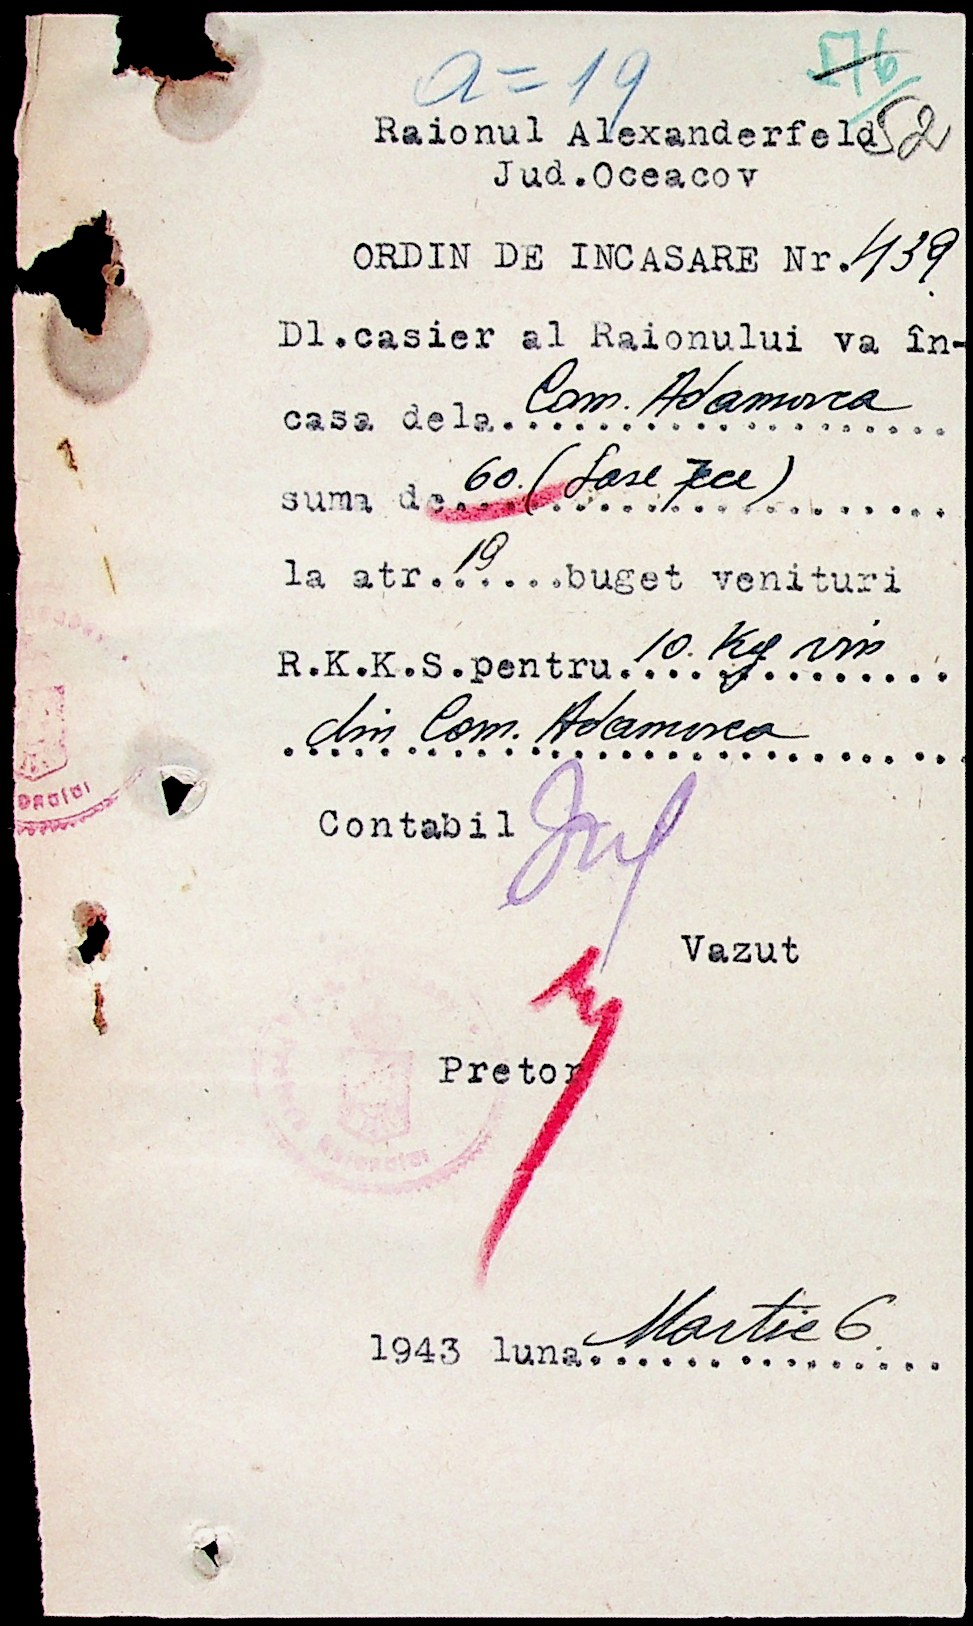 a = 19
576
52
Raionul Alexanderfeld
Jud.Oceacov
ORDIN DE INCASARE Nr.439
Dl.casier al Raionului va în-
casa dela. Com. Adamovca
suma de 60. (Sase Zece)
la atr. 19 ...buget venituri
R.K.K.S.pentru. 10. Kg vin
din Com. Adamovca
Contabil
Vazut
Pretor
1943 luna. Martie 6